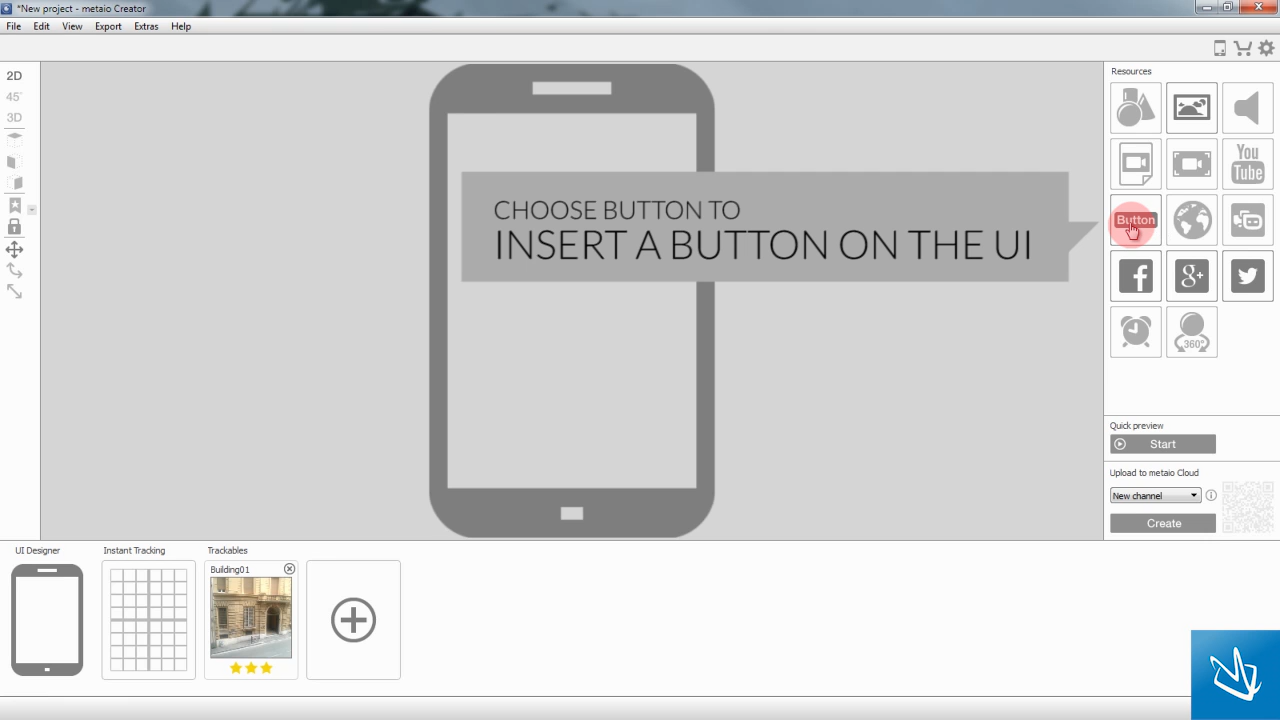 *New project - metaio Creator
File Edit View Export Extras Help
2D
45°
3D
Resources
You
Tube
CHOOSE BUTTON TO
INSERT A BUTTON ON THE UI
Button
f g+
360°
Quick preview
Start
Upload to metaio Cloud
New channel i
Create
UI Designer Instant Tracking Trackables
Building01